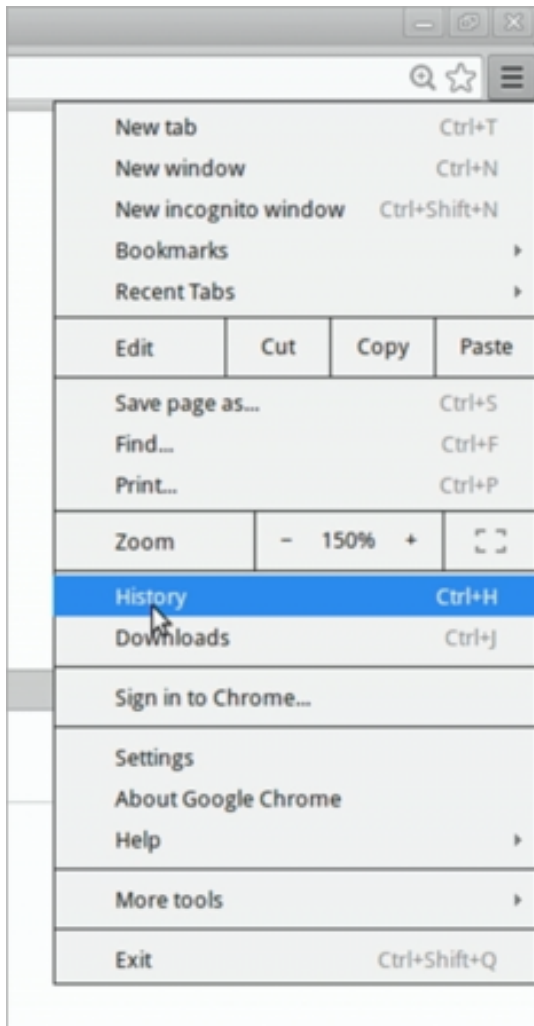 New tab Ctrl+T
New window Ctrl+N
New incognito window Ctrl+Shift+N
Bookmarks
Recent Tabs
Edit Cut Copy Paste
Save page as... Ctrl+S
Find... Ctrl+F
Print... Ctrl+P
Zoom - 150% +
History Ctrl+H
Downloads Ctrl+J
Sign in to Chrome...
Settings
About Google Chrome
Help
More tools
Exit Ctrl+Shift+Q